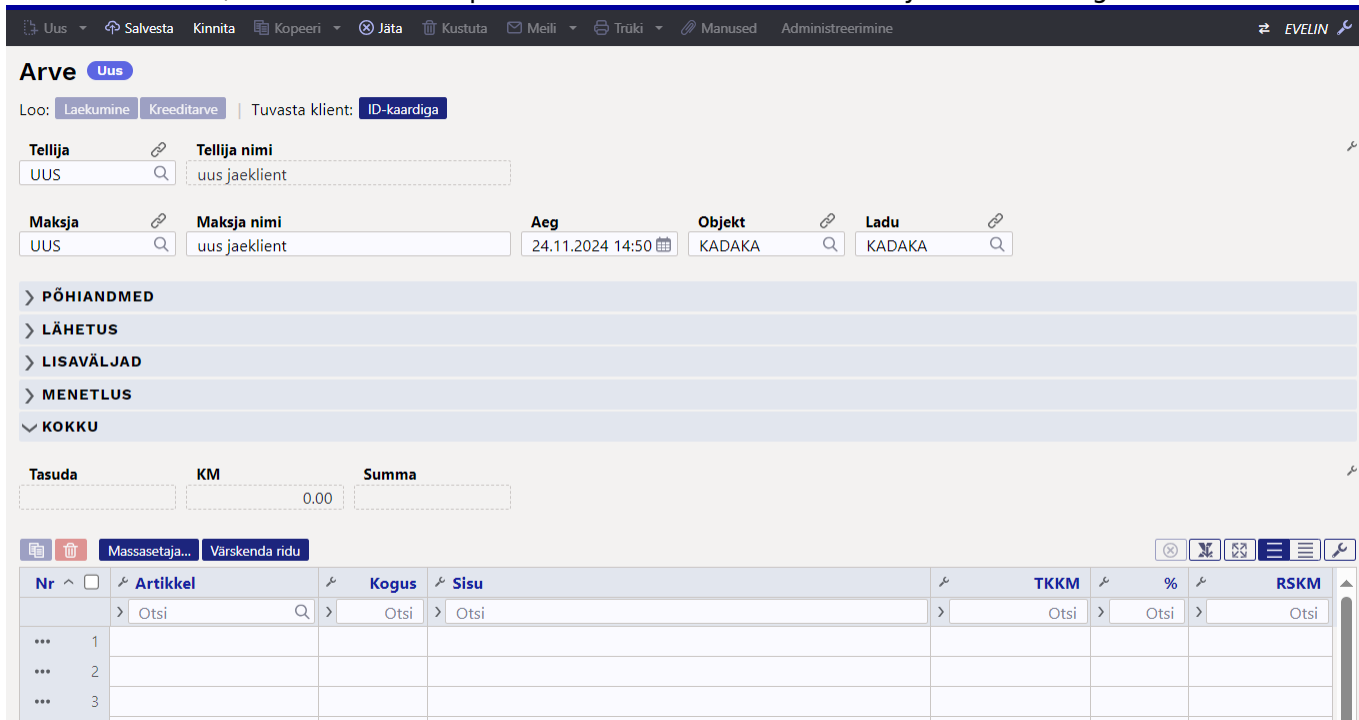 Uus Salvesta Kinnita Kopeeri Jäta Kustuta Meili Trüki Manused Administreerimine EVELIN
Arve Uus
Loo: Laekumine Kreeditarve | Tuvasta klient: ID-kaardiga
Tellija Tellija nimi
UUS uus jaeklient
Maksja Maksja nimi Aeg Objekt Ladu
UUS uus jaeklient 24.11.2024 14:50 KADAKA KADAKA
PÕHIANDMED
LÄHETUS
LISAVÄLJAD
MENETLUS
KOKKU
Tasuda KM Summa
0.00
Massasetaja... Värskenda ridu
Nr Artikkel Kogus Sisu TKKM % RSKM
Otsi Otsi Otsi Otsi Otsi Otsi
1
2
3